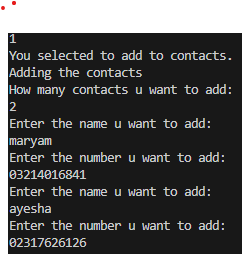 1
You selected to add to contacts.
Adding the contacts
How many contacts u want to add:
2
Enter the name u want to add:
maryam
Enter the number u want to add:
03214016841
Enter the name u want to add:
ayesha
Enter the number u want to add:
02317626126